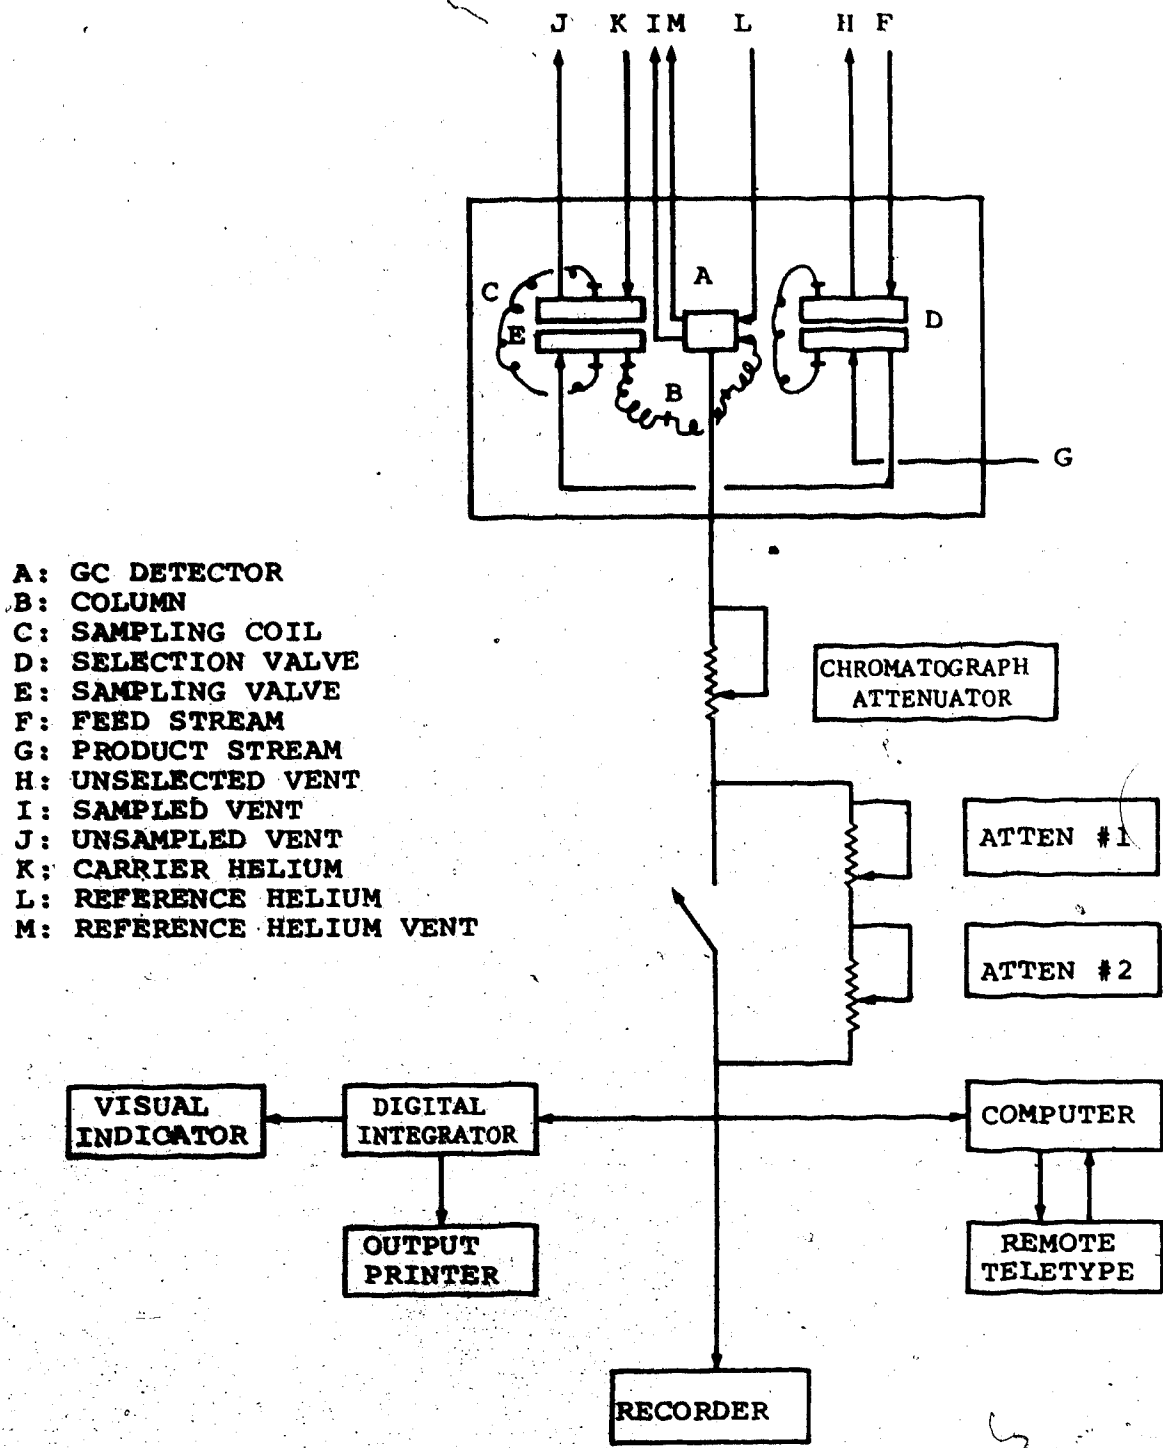 J K I M L H F
A
C
D
E
B
G
A: GC DETECTOR
B: COLUMN
C: SAMPLING COIL
D: SELECTION VALVE
E: SAMPLING VALVE
F: FEED STREAM
G: PRODUCT STREAM
H: UNSELECTED VENT
I: SAMPLED VENT
J: UNSAMPLED VENT
K: CARRIER HELIUM
L: REFERENCE HELIUM
M: REFERENCE HELIUM VENT
CHROMATOGRAPH
ATTENUATOR
ATTEN #1
ATTEN #2
VISUAL
INDICATOR
DIGITAL
INTEGRATOR
COMPUTER
OUTPUT
PRINTER
REMOTE
TELETYPE
RECORDER